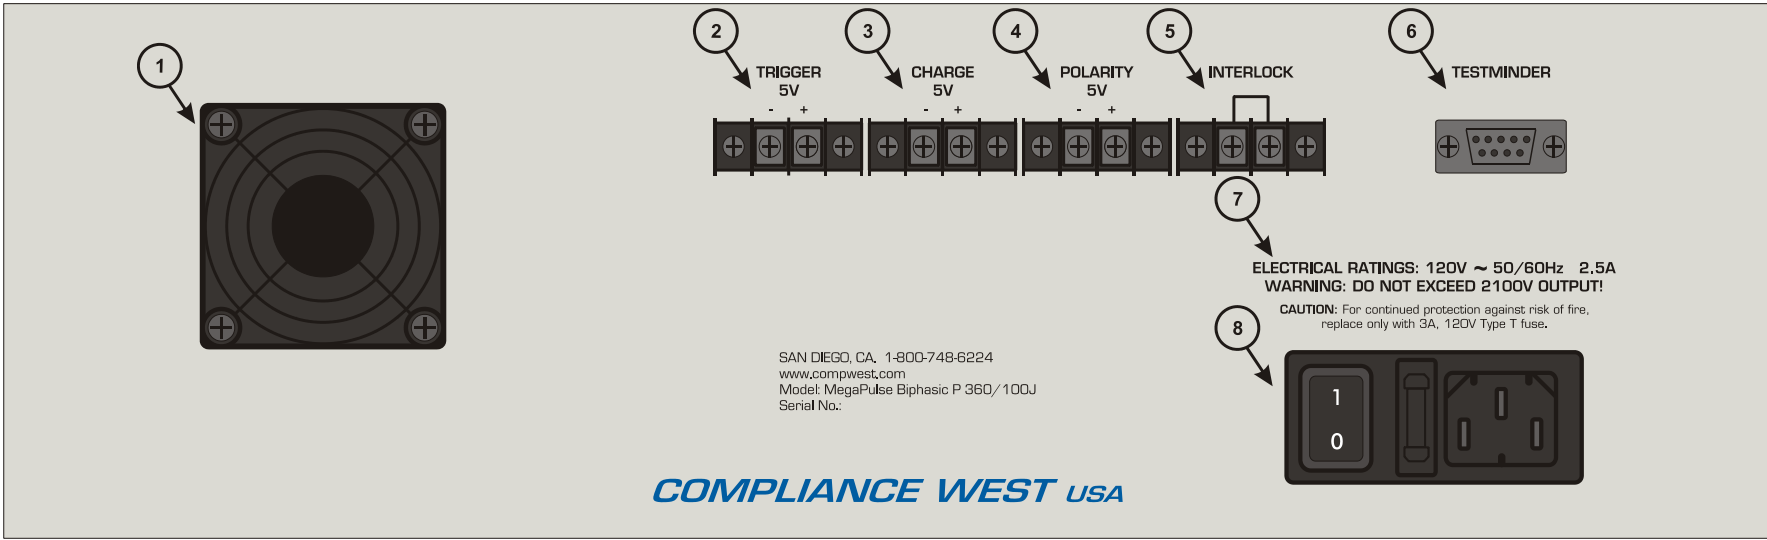 1
2
3
4
5
6
TRIGGER
5V
- +
CHARGE
5V
- +
POLARITY
5V
- +
INTERLOCK
TESTMINDER
7
ELECTRICAL RATINGS: 120V ~ 50/60Hz 2.5A
WARNING: DO NOT EXCEED 2100V OUTPUT!
CAUTION: For continued protection against risk of fire,
replace only with 3A, 120V Type T fuse.
8
1
0
SAN DIEGO, CA. 1-800-748-6224
www.compwest.com
Model: MegaPulse Biphasic P 360/100J
Serial No.:
COMPLIANCE WEST USA